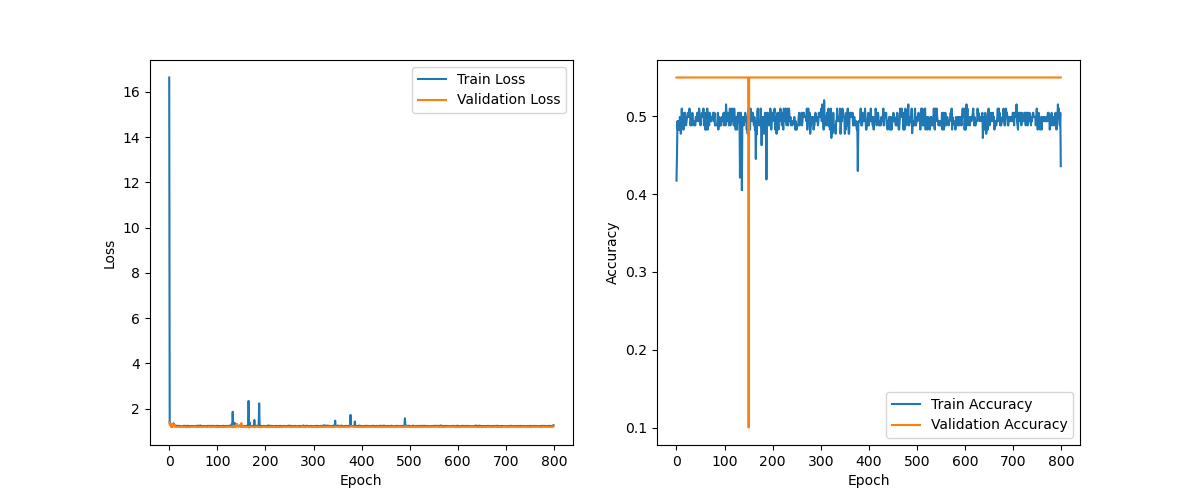 Train Loss
Validation Loss
16
14
12
10
8
6
4
2
Loss
0 100 200 300 400 500 600 700 800
Epoch
0.5
0.4
0.3
0.2
0.1
Accuracy
Train Accuracy
Validation Accuracy
0 100 200 300 400 500 600 700 800
Epoch